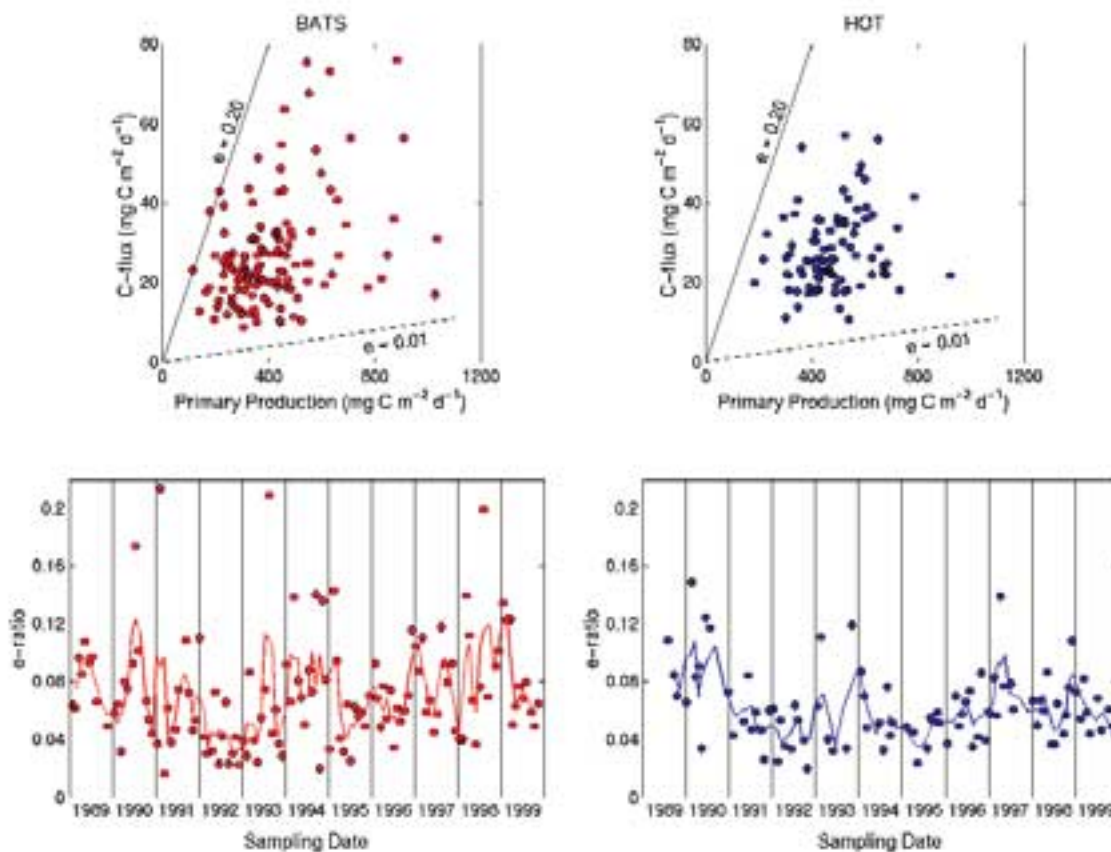 BATS
80
60
40
20
0
C-flux (mg C m⁻² d⁻¹)
e = 0.20
e = 0.01
0 400 800 1200
Primary Production (mg C m⁻² d⁻¹)
HOT
80
60
40
20
0
C-flux (mg C m⁻² d⁻¹)
e = 0.20
e = 0.01
0 400 800 1200
Primary Production (mg C m⁻² d⁻¹)
0.2
0.16
0.12
0.08
0.04
0
e-ratio
1989 1990 1991 1992 1993 1994 1995 1996 1997 1998 1999
Sampling Date
0.2
0.16
0.12
0.08
0.04
0
e-ratio
1989 1990 1991 1992 1993 1994 1995 1996 1997 1998 1999
Sampling Date